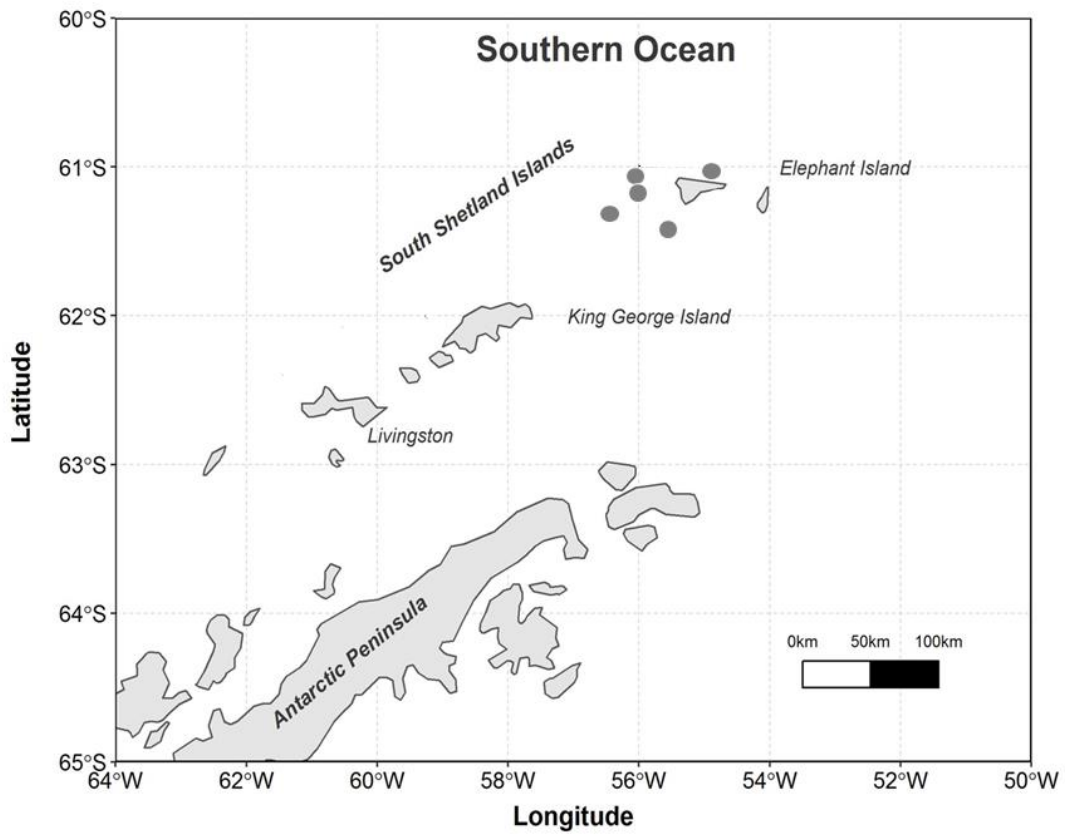 60°S
Southern Ocean
61°S
South Shetland Islands
Elephant Island
62°S
King George Island
Livingston
63°S
64°S
Antarctic Peninsula
0km 50km 100km
65°S
64°W 62°W 60°W 58°W 56°W 54°W 52°W 50°W
Latitude
Longitude